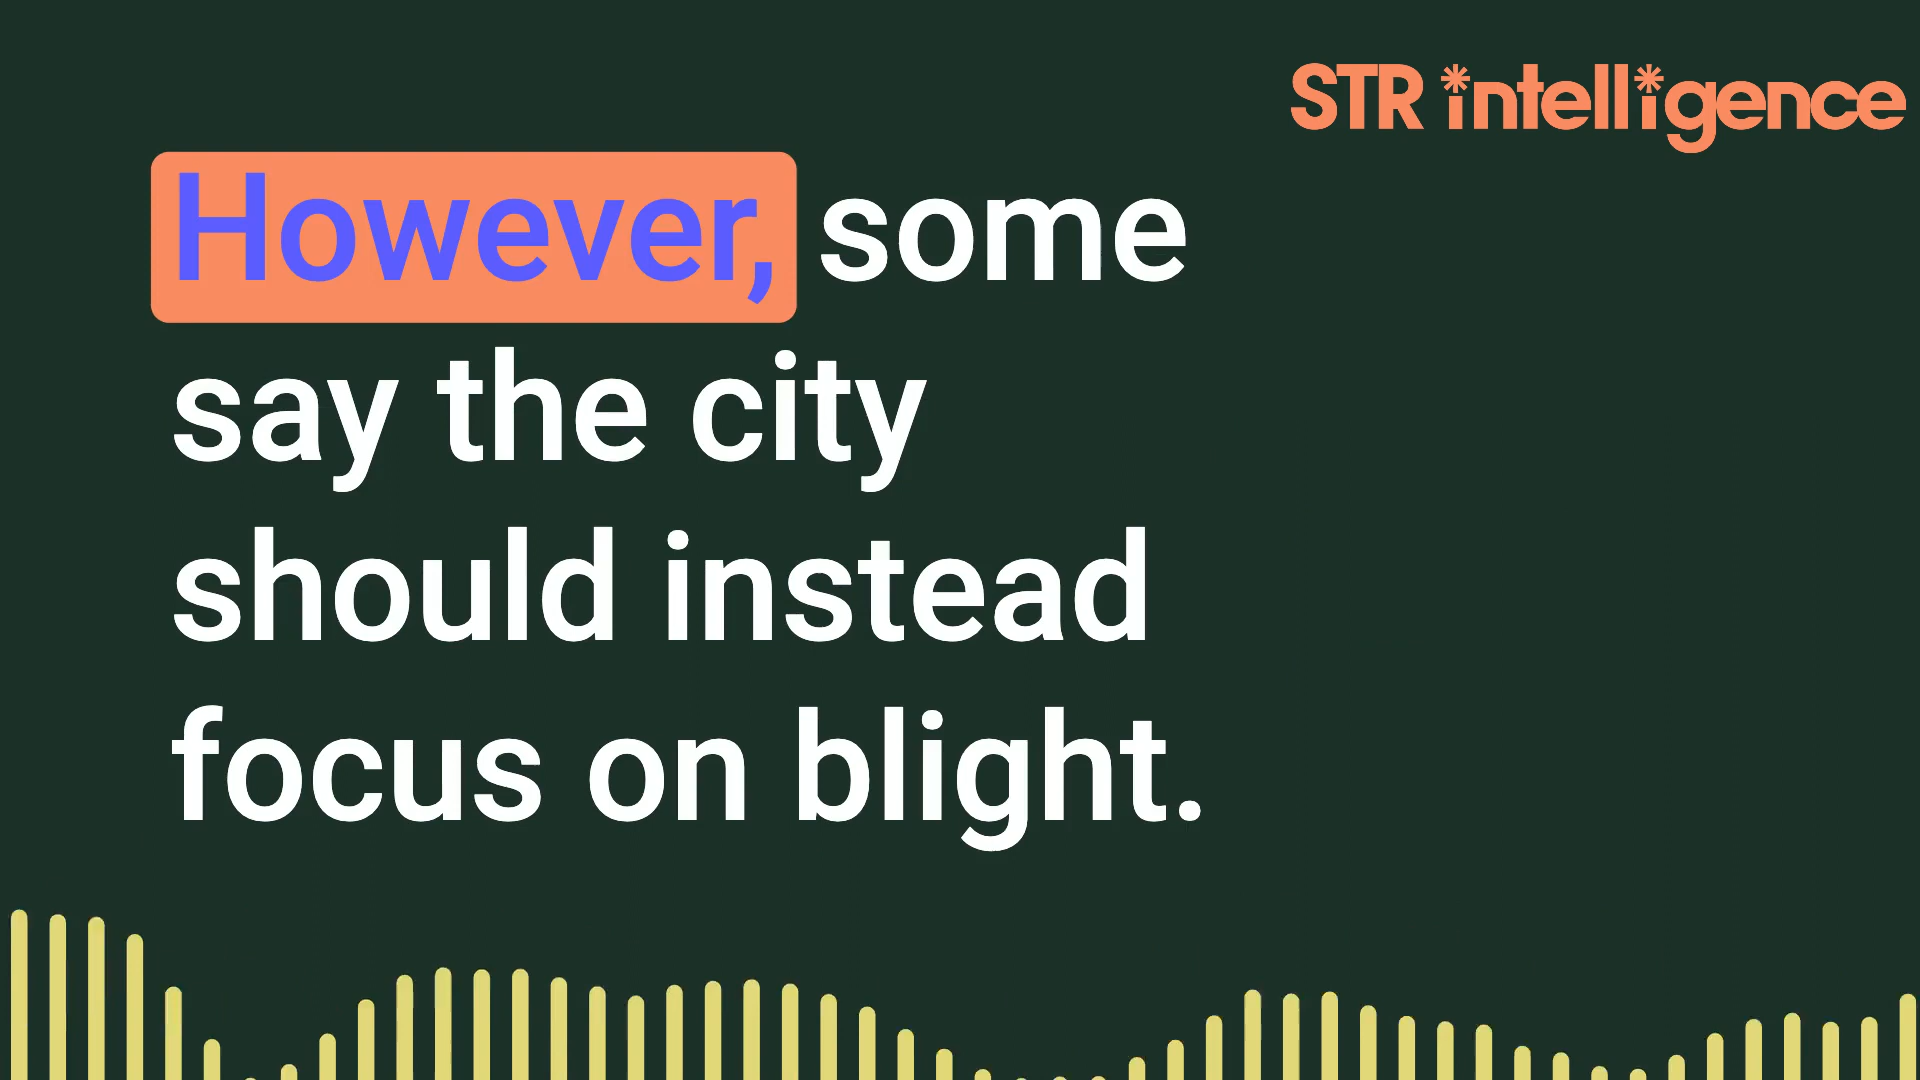 STR intelligence
However, some
say the city
should instead
focus on blight.